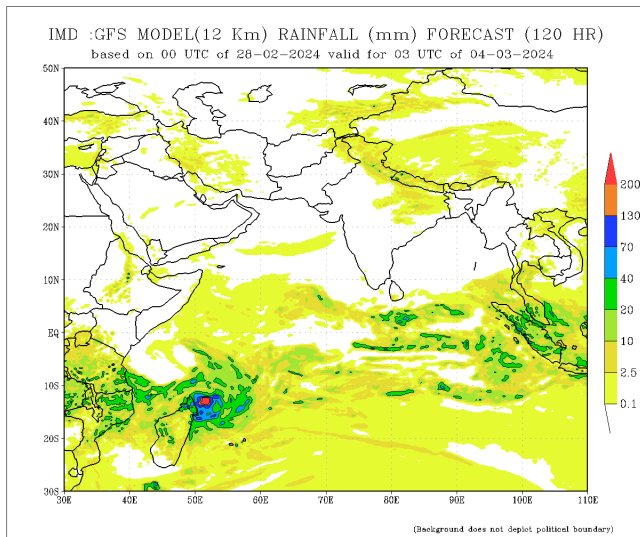 IMD :GFS MODEL(12 Km) RAINFALL (mm) FORECAST (120 HR)
based on 00 UTC of 28-02-2024 valid for 03 UTC of 04-03-2024
50N
40N
30N
20N
10N
EQ
10S
20S
30S
30E 40E 50E 60E 70E 80E 90E 100E 110E
200
130
70
40
20
10
2.5
0.1
(Background does not depiot political boundary)